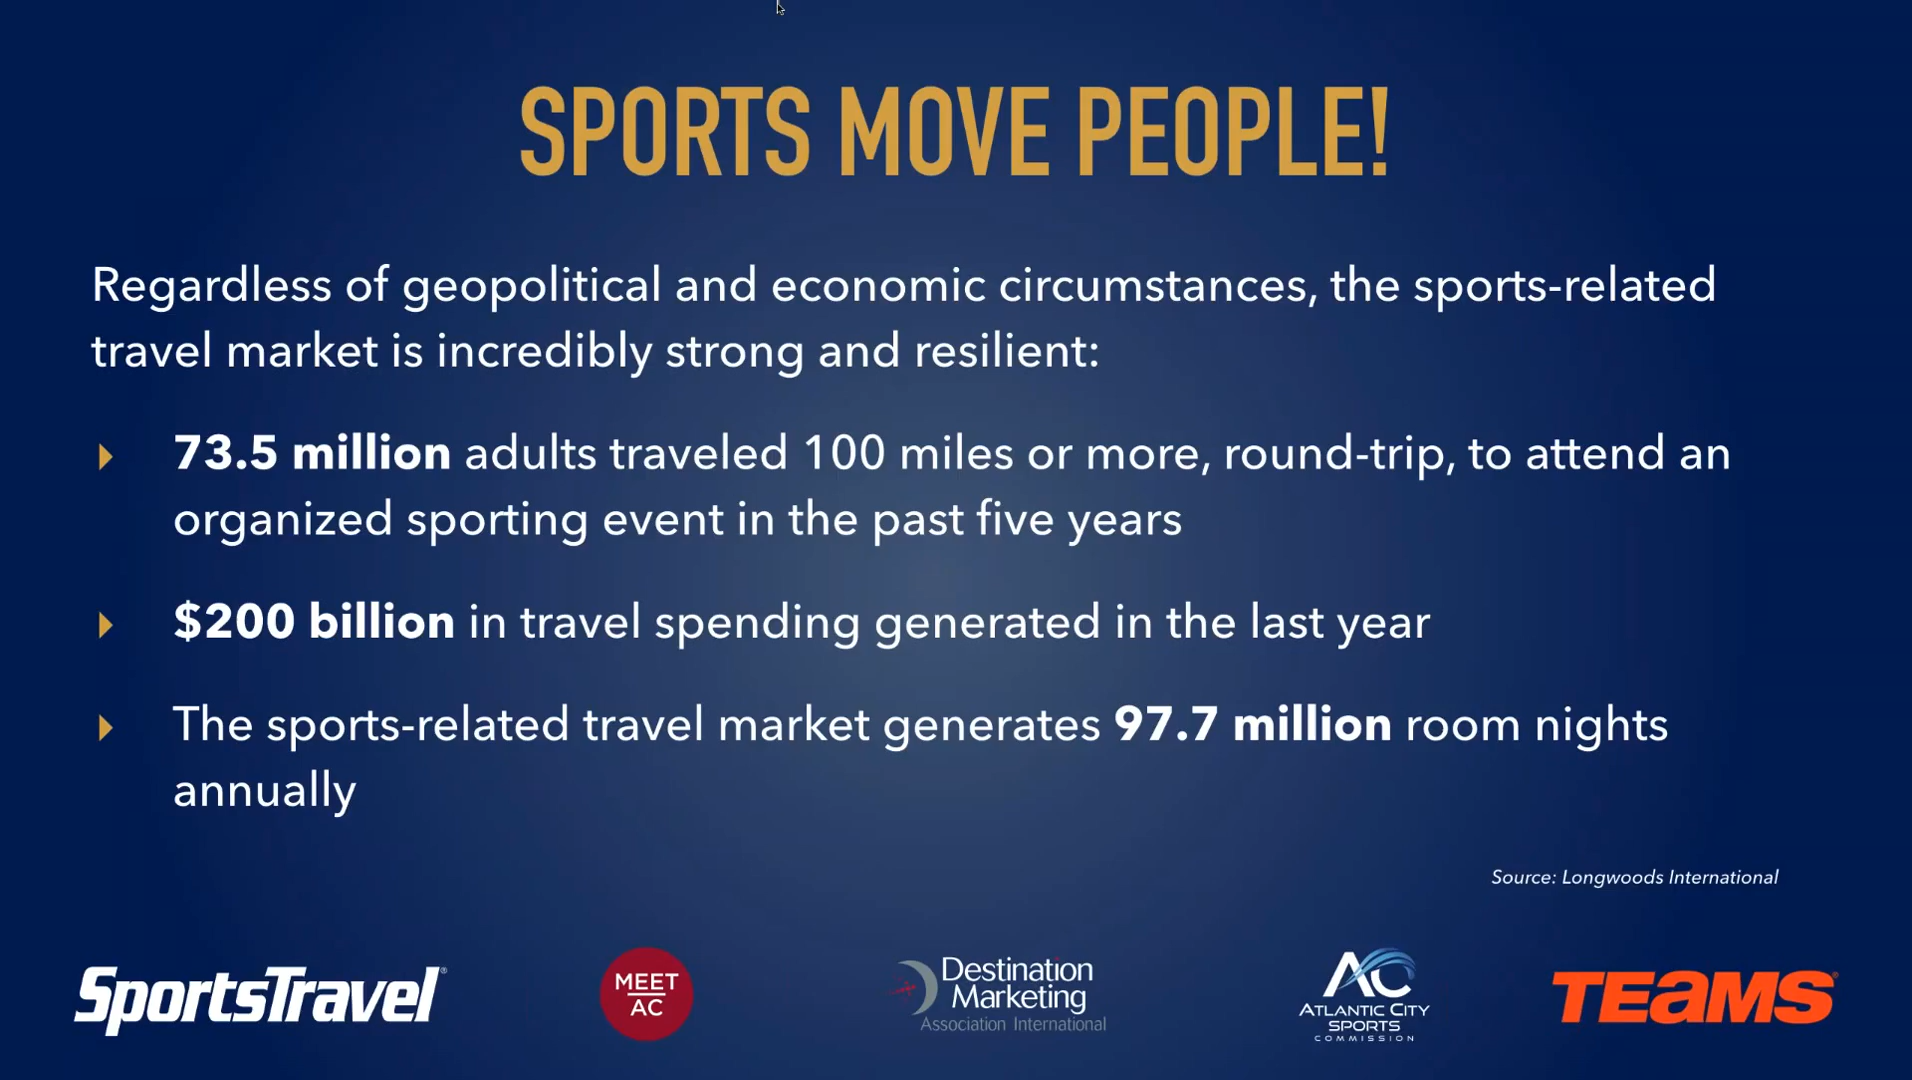 SPORTS MOVE PEOPLE!
Regardless of geopolitical and economic circumstances, the sports-related
travel market is incredibly strong and resilient:
73.5 million adults traveled 100 miles or more, round-trip, to attend an
organized sporting event in the past five years
$200 billion in travel spending generated in the last year
The sports-related travel market generates 97.7 million room nights
annually
Source: Longwoods International
SportsTravel®
MEET
AC
Destination
Marketing
Association International
AC
ATLANTIC CITY
SPORTS
COMMISSION
TEAMS®